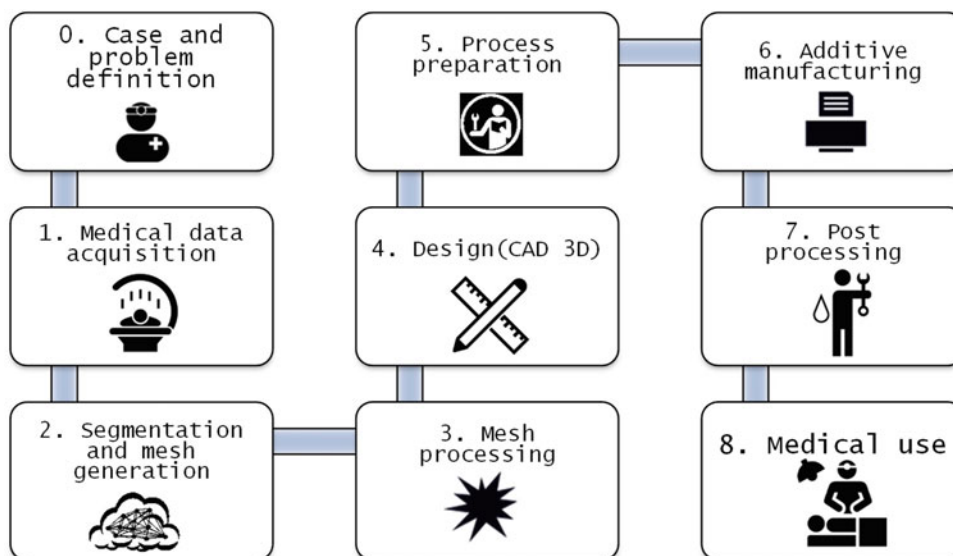 0. Case and
problem
definition
1. Medical data
acquisition
2. Segmentation
and mesh
generation
3. Mesh
processing
4. Design(CAD 3D)
5. Process
preparation
6. Additive
manufacturing
7. Post
processing
8. Medical use